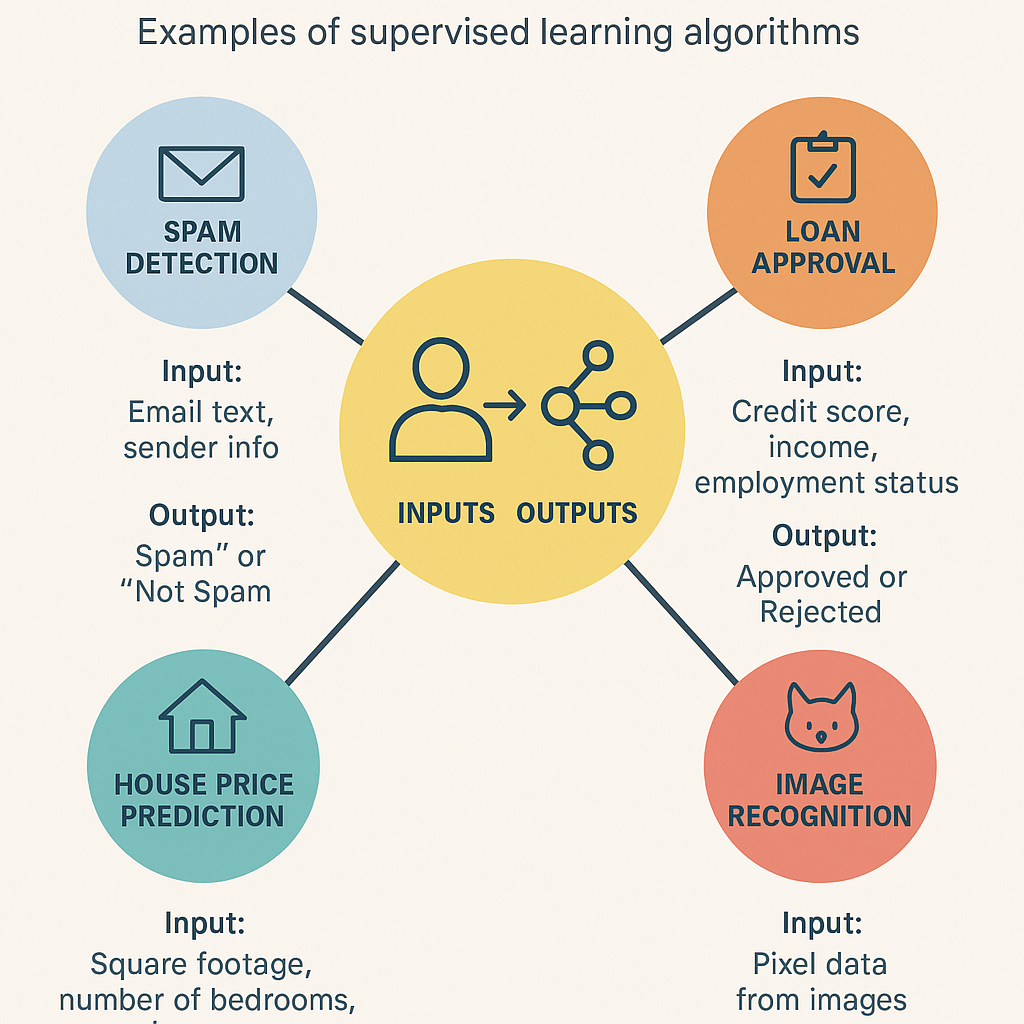 Examples of supervised learning algorithms
SPAM
DETECTION
Input:
Email text,
sender info
Output:
Spam” or
“Not Spam
LOAN
APPROVAL
Input:
Credit score,
income,
employment status
Output:
Approved or
Rejected
INPUTS OUTPUTS
HOUSE PRICE
PREDICTION
Input:
Square footage,
number of bedrooms,
IMAGE
RECOGNITION
Input:
Pixel data
from images